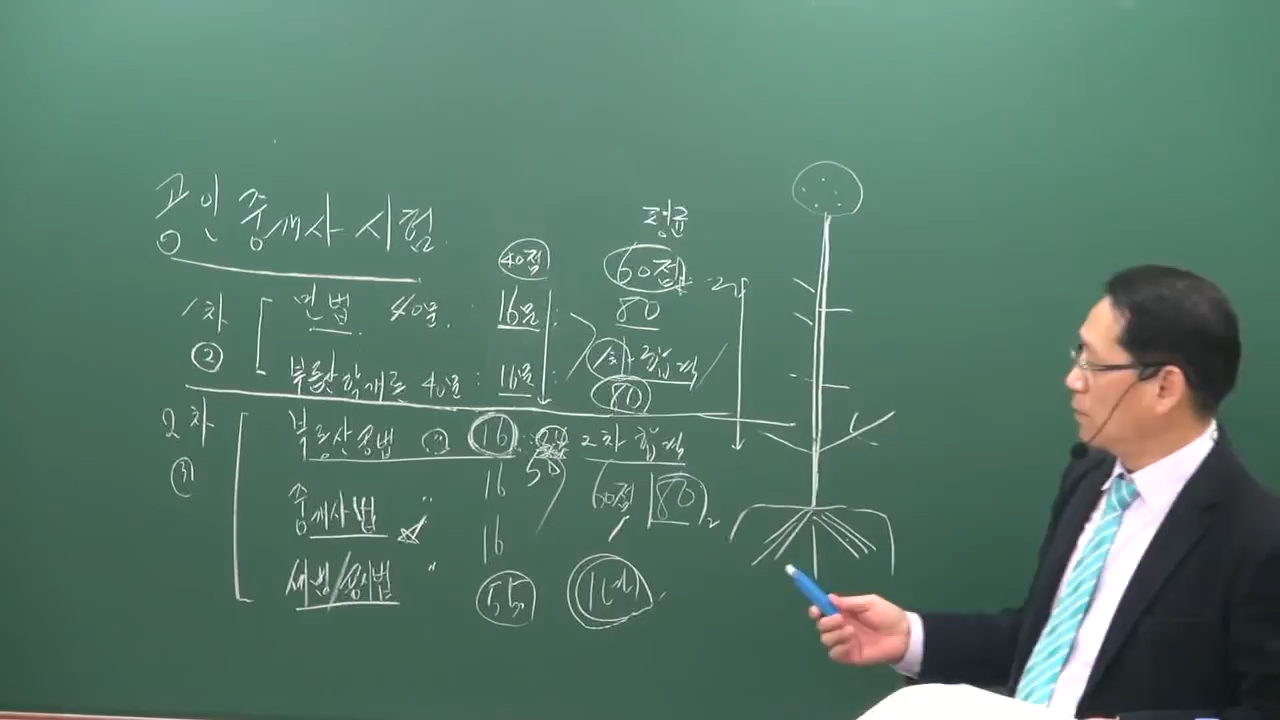 공인중개사 시험
40점 평균 60점
1차 민법 40문 16문 80
② 부동산학개론 40문 : 16문 : 1차 합격 80
2차 부동산공법 〃 16 2차 합격
③ 중개사법 〃 16 50 60점 80 2
☆ 16
세법/공시법 〃 55